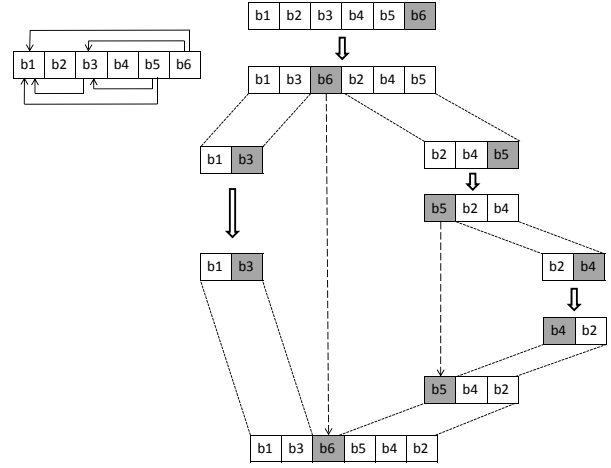 b1 b2 b3 b4 b5 b6
b1 b2 b3 b4 b5 b6
b1 b3 b6 b2 b4 b5
b1 b3
b2 b4 b5
b5 b2 b4
b1 b3
b2 b4
b4 b2
b5 b4 b2
b1 b3 b6 b5 b4 b2